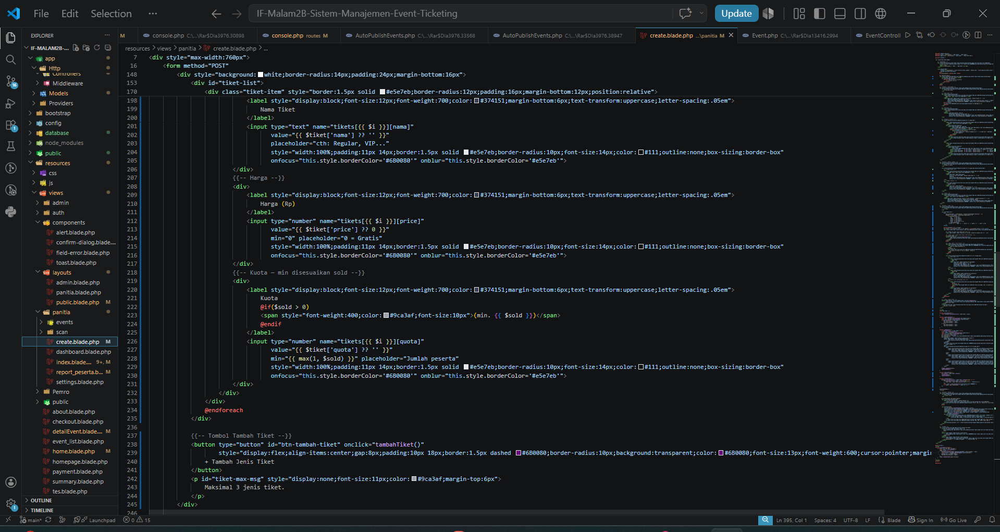 File Edit Selection ···
IF-Malam2B-Sistem-Manajemen-Event-Ticketing
Update
EXPLORER ···
M
console.php C:\...\Rar$DIa3976.30898
console.php routes M
AutoPublishEvents.php C:\...\Rar$DIa3976.33568
AutoPublishEvents.php C:\...\Rar$DIa3976.38947
create.blade.php ...\panitia M
Event.php C:\...\Rar$DIa13416.2994
EventControll
IF-MALAM2B-...
app
Http
Controllers
Middleware
Models
Providers
bootstrap
config
database
node_modules
public
resources
css
js
views
admin
auth
components
alert.blade.php
confirm-dialog.blade....
field-error.blade.php
toast.blade.php
layouts
admin.blade.php
panitia.blade.php
public.blade.php M
panitia
events
scan
create.blade.php M
dashboard.blade.php
index.blade.... 9+, M
report_peserta.b... M
settings.blade.php
Pemro
public
about.blade.php
checkout.blade.php
detailEvent.blade.... M
event_list.blade.php
home.blade.php M
homepage.blade.php
payment.blade.php
summary.blade.php
tes.blade.php
OUTLINE
TIMELINE
16
1
1
resources > views > panitia > create.blade.php > ...
7 <div style="max-width:760px">
16 <form method="POST"
148 <div style="background:white;border-radius:14px;padding:24px;margin-bottom:16px">
153 <div id="tiket-list">
170 <div class="tiket-item" style="border:1.5px solid #e5e7eb;border-radius:12px;padding:16px;margin-bottom:12px;position:relative">
198 <label style="display:block;font-size:12px;font-weight:700;color:#374151;margin-bottom:6px;text-transform:uppercase;letter-spacing:.05em">
199 Nama Tiket
200 </label>
201 <input type="text" name="tikets[{{ $i }}][nama]"
202 value="{{ $tiket['nama'] ?? '' }}"
203 placeholder="cth: Regular, VIP..."
204 style="width:100%;padding:11px 14px;border:1.5px solid #e5e7eb;border-radius:10px;font-size:14px;color:#111;outline:none;box-sizing:border-box"
205 onfocus="this.style.borderColor='#6B0080'" onblur="this.style.borderColor='#e5e7eb'">
206 </div>
207 {{-- Harga --}}
208 <div>
209 <label style="display:block;font-size:12px;font-weight:700;color:#374151;margin-bottom:6px;text-transform:uppercase;letter-spacing:.05em">
210 Harga (Rp)
211 </label>
212 <input type="number" name="tikets[{{ $i }}][price]"
213 value="{{ $tiket['price'] ?? 0 }}"
214 min="0" placeholder="0 = Gratis"
215 style="width:100%;padding:11px 14px;border:1.5px solid #e5e7eb;border-radius:10px;font-size:14px;color:#111;outline:none;box-sizing:border-box"
216 onfocus="this.style.borderColor='#6B0080'" onblur="this.style.borderColor='#e5e7eb'">
217 </div>
218 {{-- Kuota — min disesuaikan sold --}}
219 <div>
220 <label style="display:block;font-size:12px;font-weight:700;color:#374151;margin-bottom:6px;text-transform:uppercase;letter-spacing:.05em">
221 Kuota
222 @if($sold > 0)
223 <span style="font-weight:400;color:#9ca3af;font-size:10px">(min. {{ $sold }})</span>
224 @endif
225 </label>
226 <input type="number" name="tikets[{{ $i }}][quota]"
227 value="{{ $tiket['quota'] ?? '' }}"
228 min="{{ max(1, $sold) }}" placeholder="Jumlah peserta"
229 style="width:100%;padding:11px 14px;border:1.5px solid #e5e7eb;border-radius:10px;font-size:14px;color:#111;outline:none;box-sizing:border-box"
230 onfocus="this.style.borderColor='#6B0080'" onblur="this.style.borderColor='#e5e7eb'">
231 </div>
232 </div>
233 </div>
234 @endforeach
235 </div>
236
237 {{-- Tombol Tambah Tiket --}}
238 <button type="button" id="btn-tambah-tiket" onclick="tambahTiket()"
239 style="display:flex;align-items:center;gap:8px;padding:10px 18px;border:1.5px dashed #6B0080;border-radius:10px;background:transparent;color:#6B0080;font-size:13px;font-weight:600;cursor:pointer;margin
240 + Tambah Jenis Tiket
241 </button>
242 <p id="tiket-max-msg" style="display:none;font-size:11px;color:#9ca3af;margin-top:6px">
243 Maksimal 3 jenis tiket.
244 </p>
245 </div>
246
main* Launchpad 0 15
Ln 395, Col 1 Spaces: 4 UTF-8 LF Blade Sign In Go Live